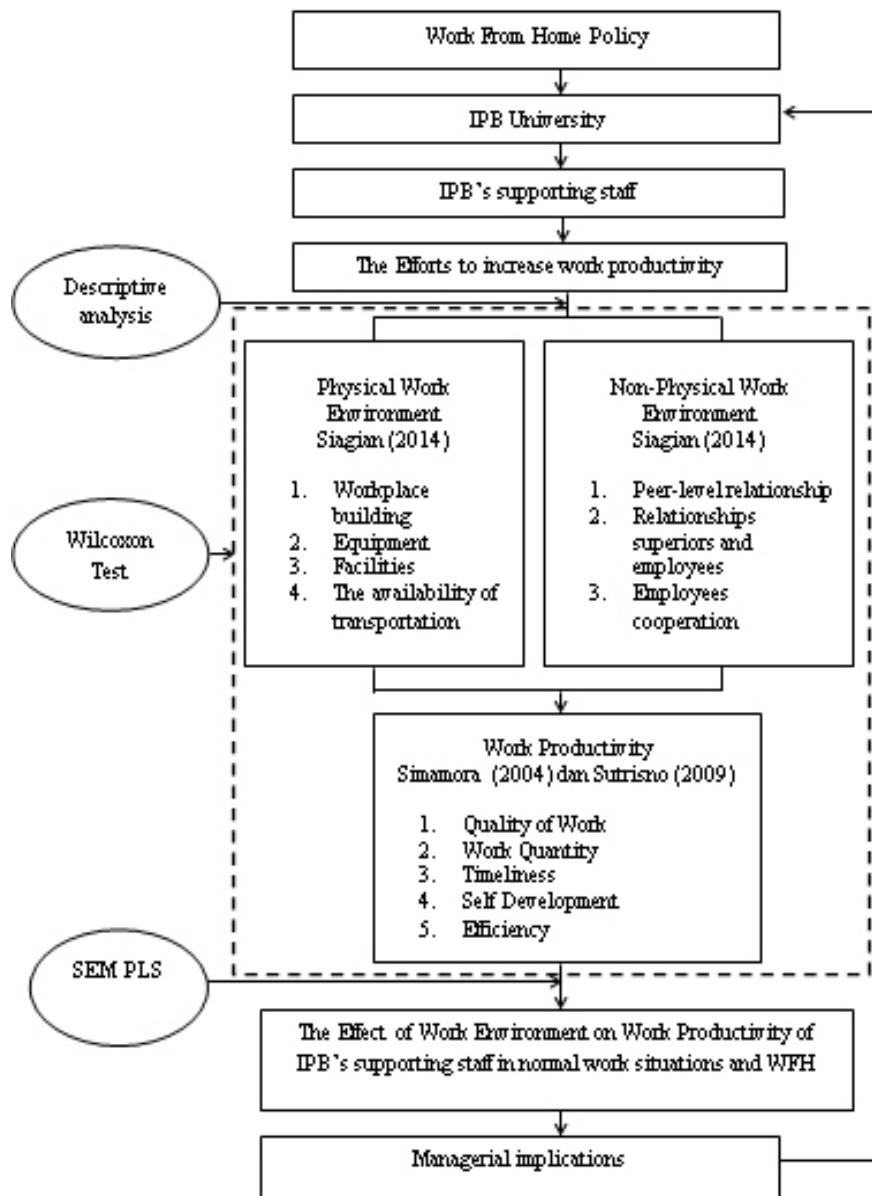 Work From Home Policy
IPB University
IPB`s supporting staff
The Efforts to increase work productivity
Descriptive
analysis
Physical Work
Environment
Siagian (2014)
1. Workplace
building
2. Equipment
3. Facilities
4. The availability of
transportation
Non-Physical Work
Environment
Siagian (2014)
1. Peer-level relationship
2. Relationships
superiors and
employees
3. Employees
cooperation
Wilcoxon
Test
Work Productivity
Simamora (2004) dan Sutrisno (2009)
1. Quality of Work
2. Work Quantity
3. Timeliness
4. Self Development
5. Efficiency
SEM PLS
The Effect of Work Environment on Work Productivity of
IPB`s supporting staff in normal work situations and WFH
Managerial implications